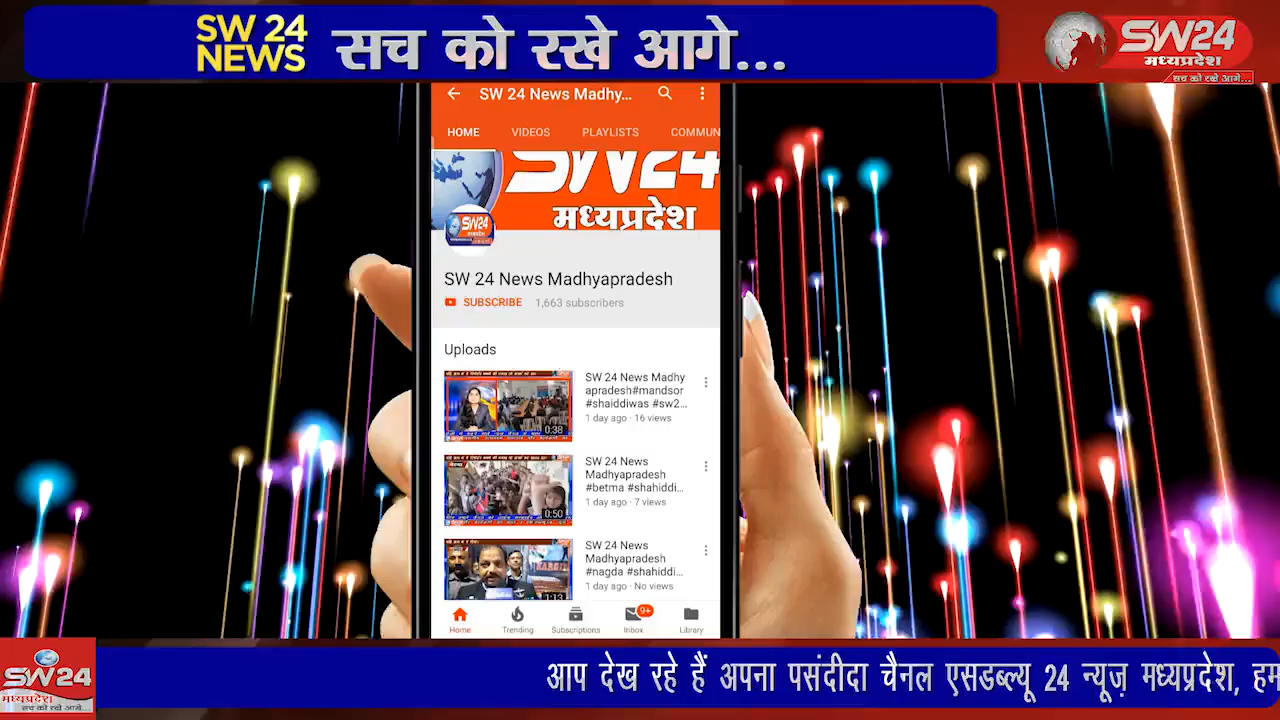 SW 24
NEWS
सच को रखे आगे...
SW24
मध्यप्रदेश
सच को रखे आगे...
SW 24 News Madhy...
HOME VIDEOS PLAYLISTS COMMUN
SW24
मध्यप्रदेश
SW24
SW 24 News Madhyapradesh
SUBSCRIBE 1,663 subscribers
Uploads
SW 24 News Madhy
apradesh#mandsor
#shaiddiwas #sw2...
1 day ago · 16 views
0:38
SW 24 News
Madhyapradesh
#betma #shahiddi...
1 day ago · 7 views
0:50
SW 24 News
Madhyapradesh
#nagda #shahiddi...
1 day ago · No views
1:13
9+
Home Trending Subscriptions Inbox Library
SW24
मध्यप्रदेश
सच को रखे आगे...
आप देख रहे हैं अपना पसंदीदा चैनल एसडब्ल्यू 24 न्यूज़ मध्यप्रदेश, हम